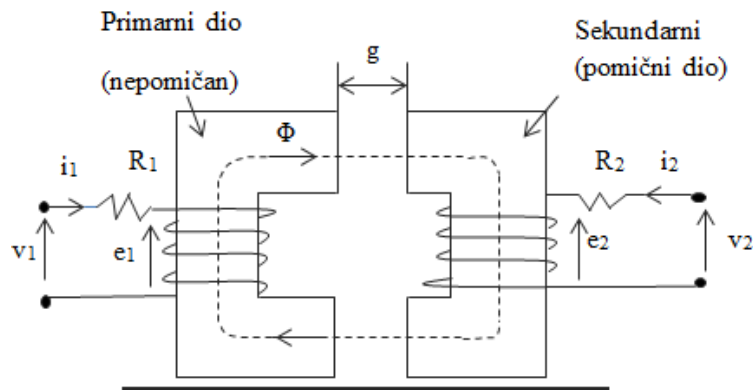 Primarni dio
(nepomičan)
Sekundarni
(pomični dio)
g
Φ
i₁
R₁
R₂
i₂
v₁
e₁
e₂
v₂